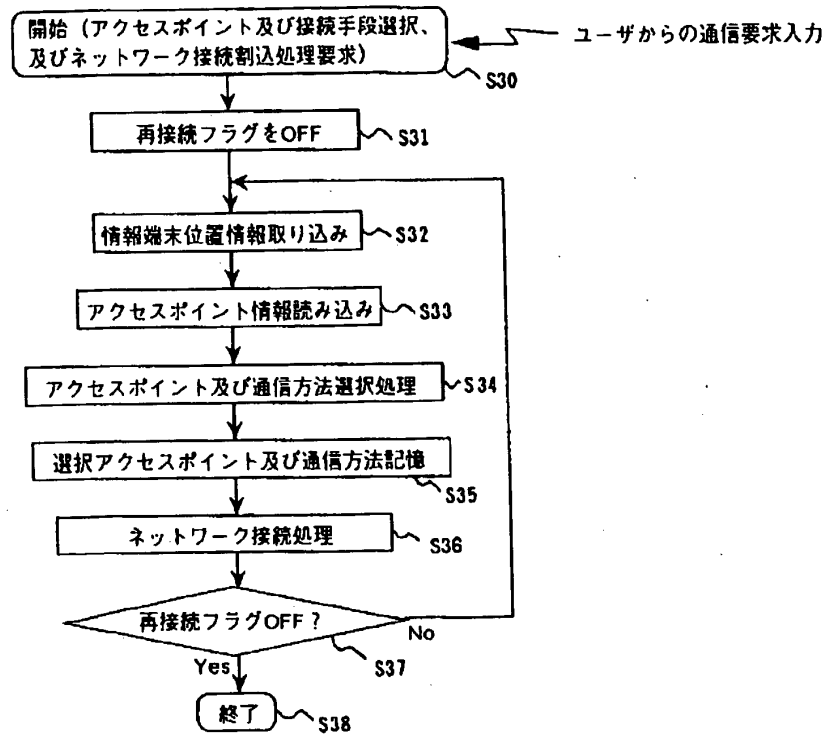 開始（アクセスポイント及び接続手段選択、
及びネットワーク接続割込処理要求）
ユーザからの通信要求入力
S30
再接続フラグをOFF
S31
情報端末位置情報取り込み
S32
アクセスポイント情報読み込み
S33
アクセスポイント及び通信方法選択処理
S34
選択アクセスポイント及び通信方法記憶
S35
ネットワーク接続処理
S36
再接続フラグOFF？
No
S37
Yes
終了
S38